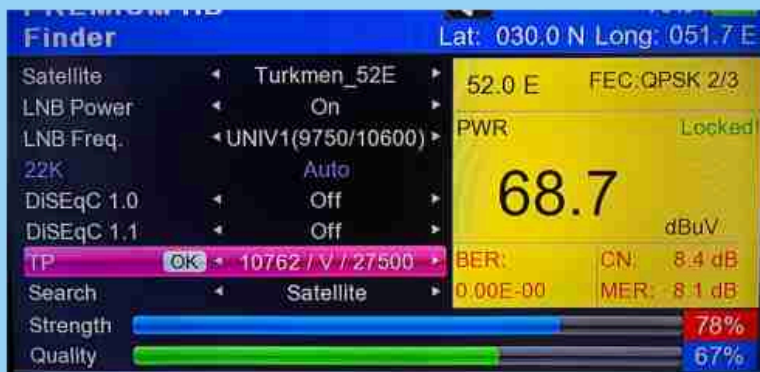 PREMIUM HD
Finder
Lat: 030.0 N Long: 051.7 E
Satellite Turkmen_52E
LNB Power On
LNB Freq. UNIV1(9750/10600)
22K Auto
DiSEqC 1.0 Off
DiSEqC 1.1 Off
TP OK 10762 / V / 27500
Search Satellite
52.0 E FEC:QPSK 2/3
PWR Locked!
68.7
dBuV
BER: CN: 8.4 dB
0.00E-00 MER: 8.1 dB
Strength 78%
Quality 67%